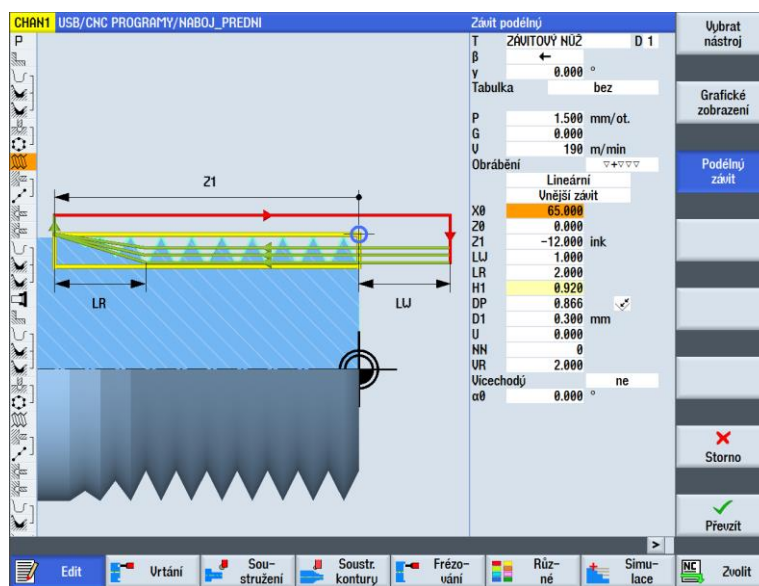 CHAN1 USB/CNC PROGRAMY/NABOJ_PREDNI
Závit podélný
P
Z1
LR
LW
T ZÁVITOVÝ NŮŽ D 1
β ←
γ 0.000 °
Tabulka bez
P 1.500 mm/ot.
G 0.000
V 190 m/min
Obrábění ▽+▽▽▽
Lineární
Vnější závit
X0 65.000
Z0 0.000
Z1 -12.000 ink
LW 1.000
LR 2.000
H1 0.920
DP 0.866
D1 0.300 mm
U 0.000
NN 0
VR 2.000
Vícechodý ne
α0 0.000 °
Vybrat
nástroj
Grafické
zobrazení
Podélný
závit
Storno
Převzít
>
Edit
Vrtání
Sou-
stružení
Soustr.
kontury
Frézo-
vání
Růz-
né
Simu-
lace
NC
Zvolit